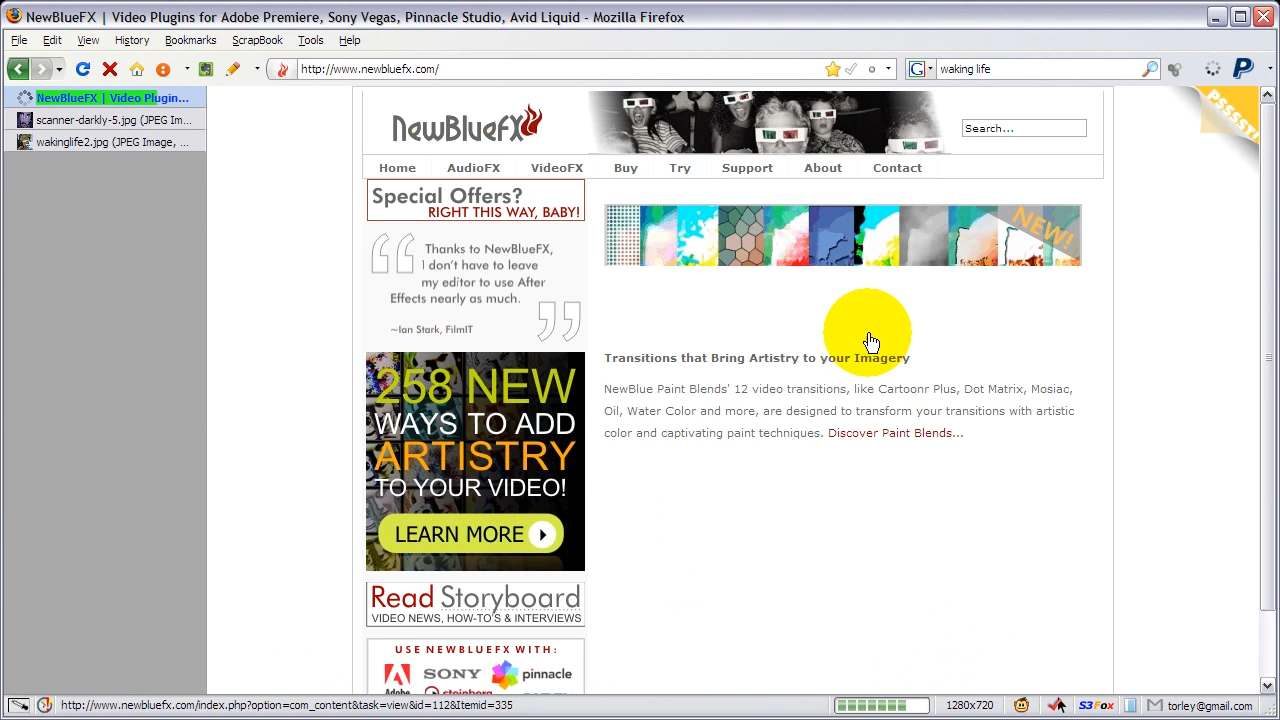 NewBlueFX | Video Plugins for Adobe Premiere, Sony Vegas, Pinnacle Studio, Avid Liquid - Mozilla Firefox
File Edit View History Bookmarks ScrapBook Tools Help
http://www.newbluefx.com/
waking life
NewBlueFX | Video Plugin...
scanner-darkly-5.jpg (JPEG Im...
wakinglife2.jpg (JPEG Image, ...
NewBlueFX
Search...
PSSSST!
Home AudioFX VideoFX Buy Try Support About Contact
Special Offers?
RIGHT THIS WAY, BABY!
Thanks to NewBlueFX,
I don't have to leave
my editor to use After
Effects nearly as much.
~Ian Stark, FilmIT
NEW!
Transitions that Bring Artistry to your Imagery
NewBlue Paint Blends' 12 video transitions, like Cartoonr Plus, Dot Matrix, Mosiac,
Oil, Water Color and more, are designed to transform your transitions with artistic
color and captivating paint techniques. Discover Paint Blends...
258 NEW
WAYS TO ADD
ARTISTRY
TO YOUR VIDEO!
LEARN MORE
Read Storyboard
VIDEO NEWS, HOW-TO'S & INTERVIEWS
USE NEWBLUEFX WITH:
Adobe SONY pinnacle
steinberg
http://www.newbluefx.com/index.php?option=com_content&task=view&id=112&Itemid=335
1280x720
S3Fox
torley@gmail.com